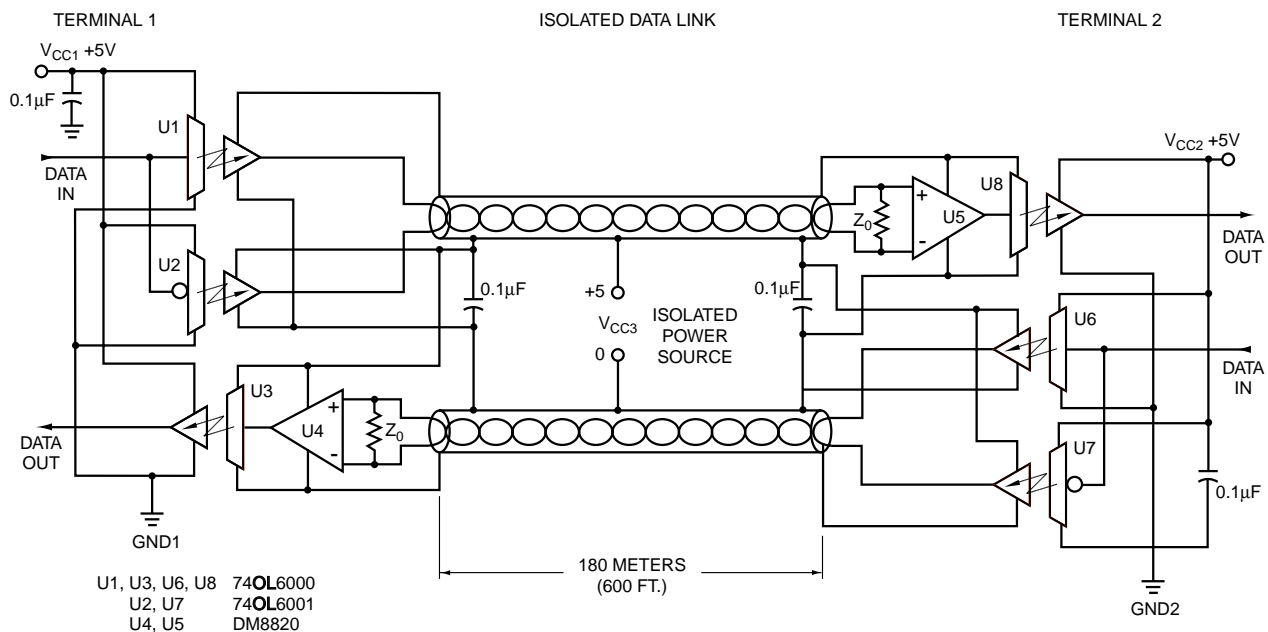 TERMINAL 1
ISOLATED DATA LINK
TERMINAL 2
VCC1 +5V
0.1µF
U1
DATA
IN
U2
0.1µF
+5
VCC3
0
ISOLATED
POWER
SOURCE
0.1µF
Z0
+
-
U5
U8
VCC2 +5V
DATA
OUT
U6
DATA
IN
U7
0.1µF
U3
U4
+
-
Z0
DATA
OUT
GND1
180 METERS
(600 FT.)
GND2
U1, U3, U6, U8 74OL6000
U2, U7 74OL6001
U4, U5 DM8820